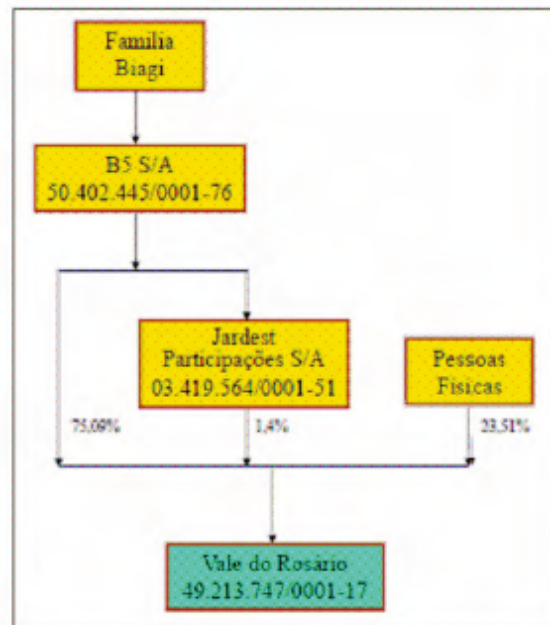 Familia
Biagi
B5 S/A
50.402.445/0001-76
Jardest
Participações S/A
03.419.564/0001-51
Pessoas
Físicas
75,09%
1,4%
23,51%
Vale do Rosário
49.213.747/0001-17